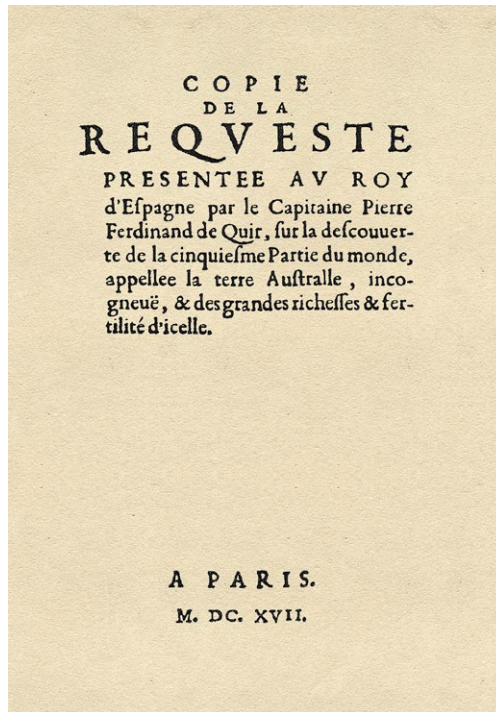 COPIE
DE LA
REQVESTE
PRESENTEE AV ROY
d'Eſpagne par le Capitaine Pierre
Ferdinand de Quir, ſur la deſcouuer-
te de la cinquieſme Partie du monde,
appellee la terre Auſtralle, inco-
gneuë, & des grandes richeſſes & fer-
tilité d'icelle.
A PARIS.
M. DC. XVII.